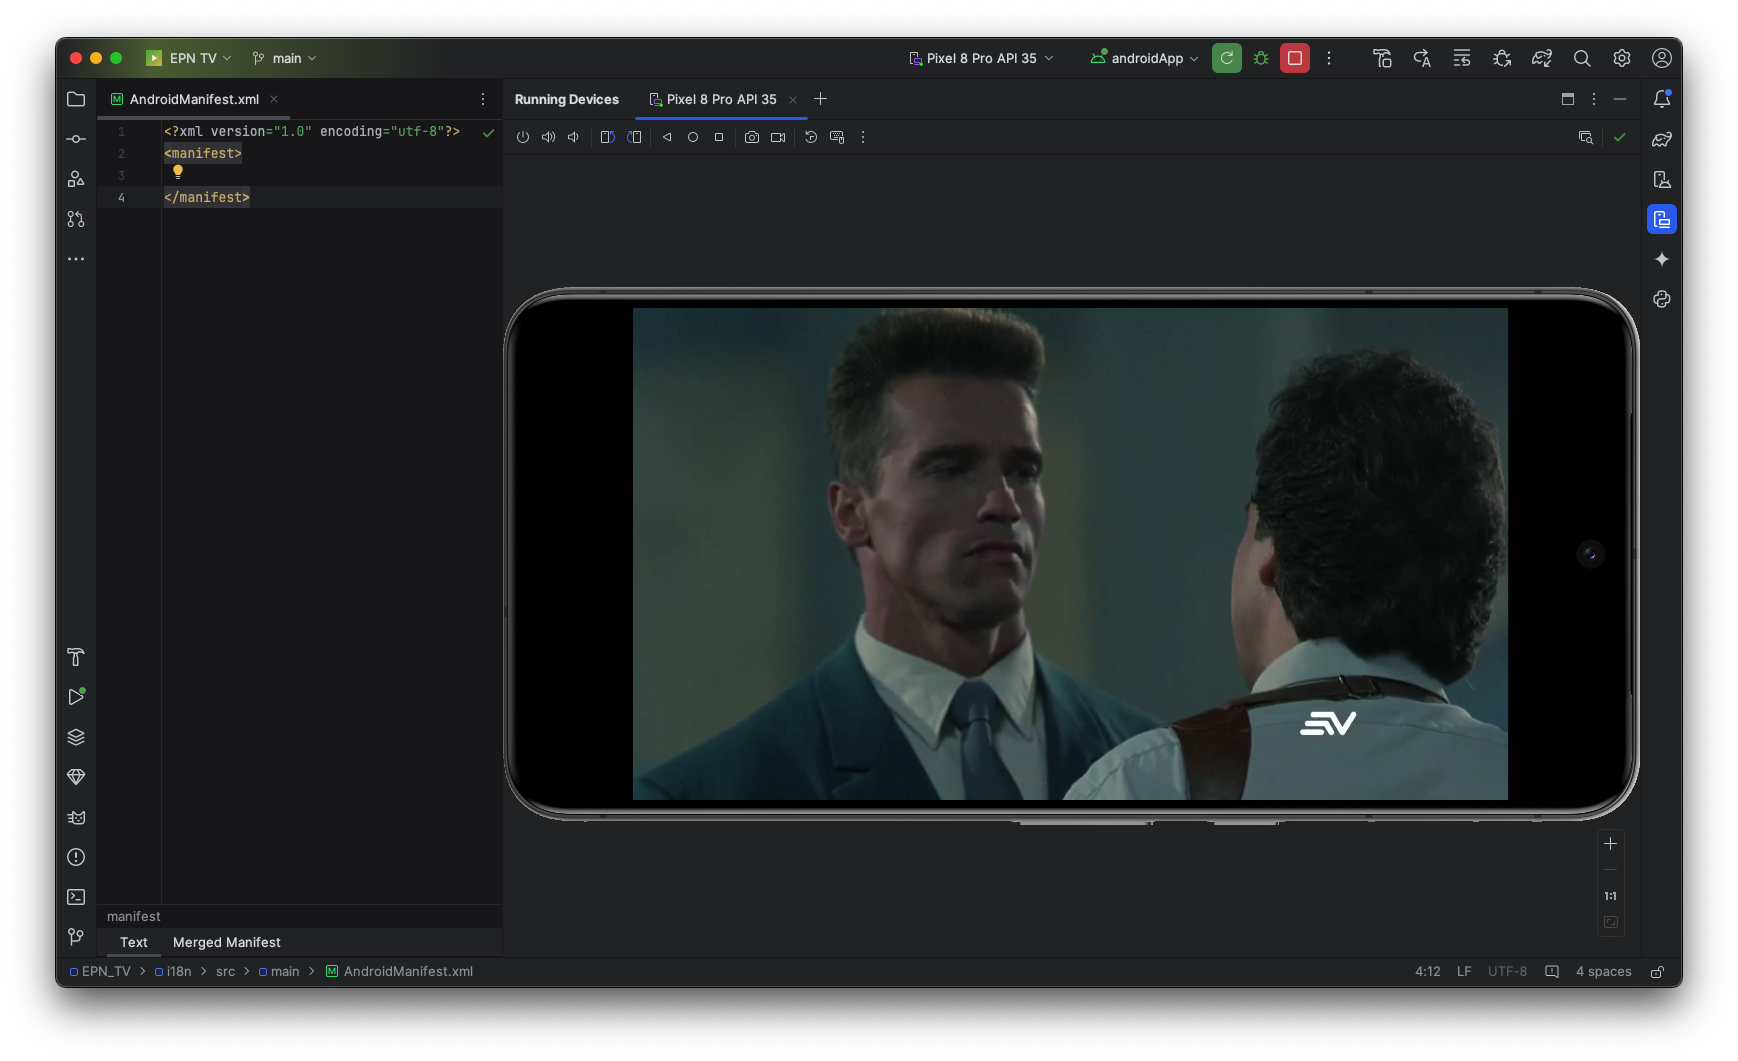 EPN TV
main
Pixel 8 Pro API 35
androidApp
AndroidManifest.xml
Running Devices
Pixel 8 Pro API 35
1 <?xml version="1.0" encoding="utf-8"?>
2 <manifest>
3
4 </manifest>
1:1
manifest
Text
Merged Manifest
EPN_TV
i18n
src
main
AndroidManifest.xml
4:12
LF
UTF-8
4 spaces